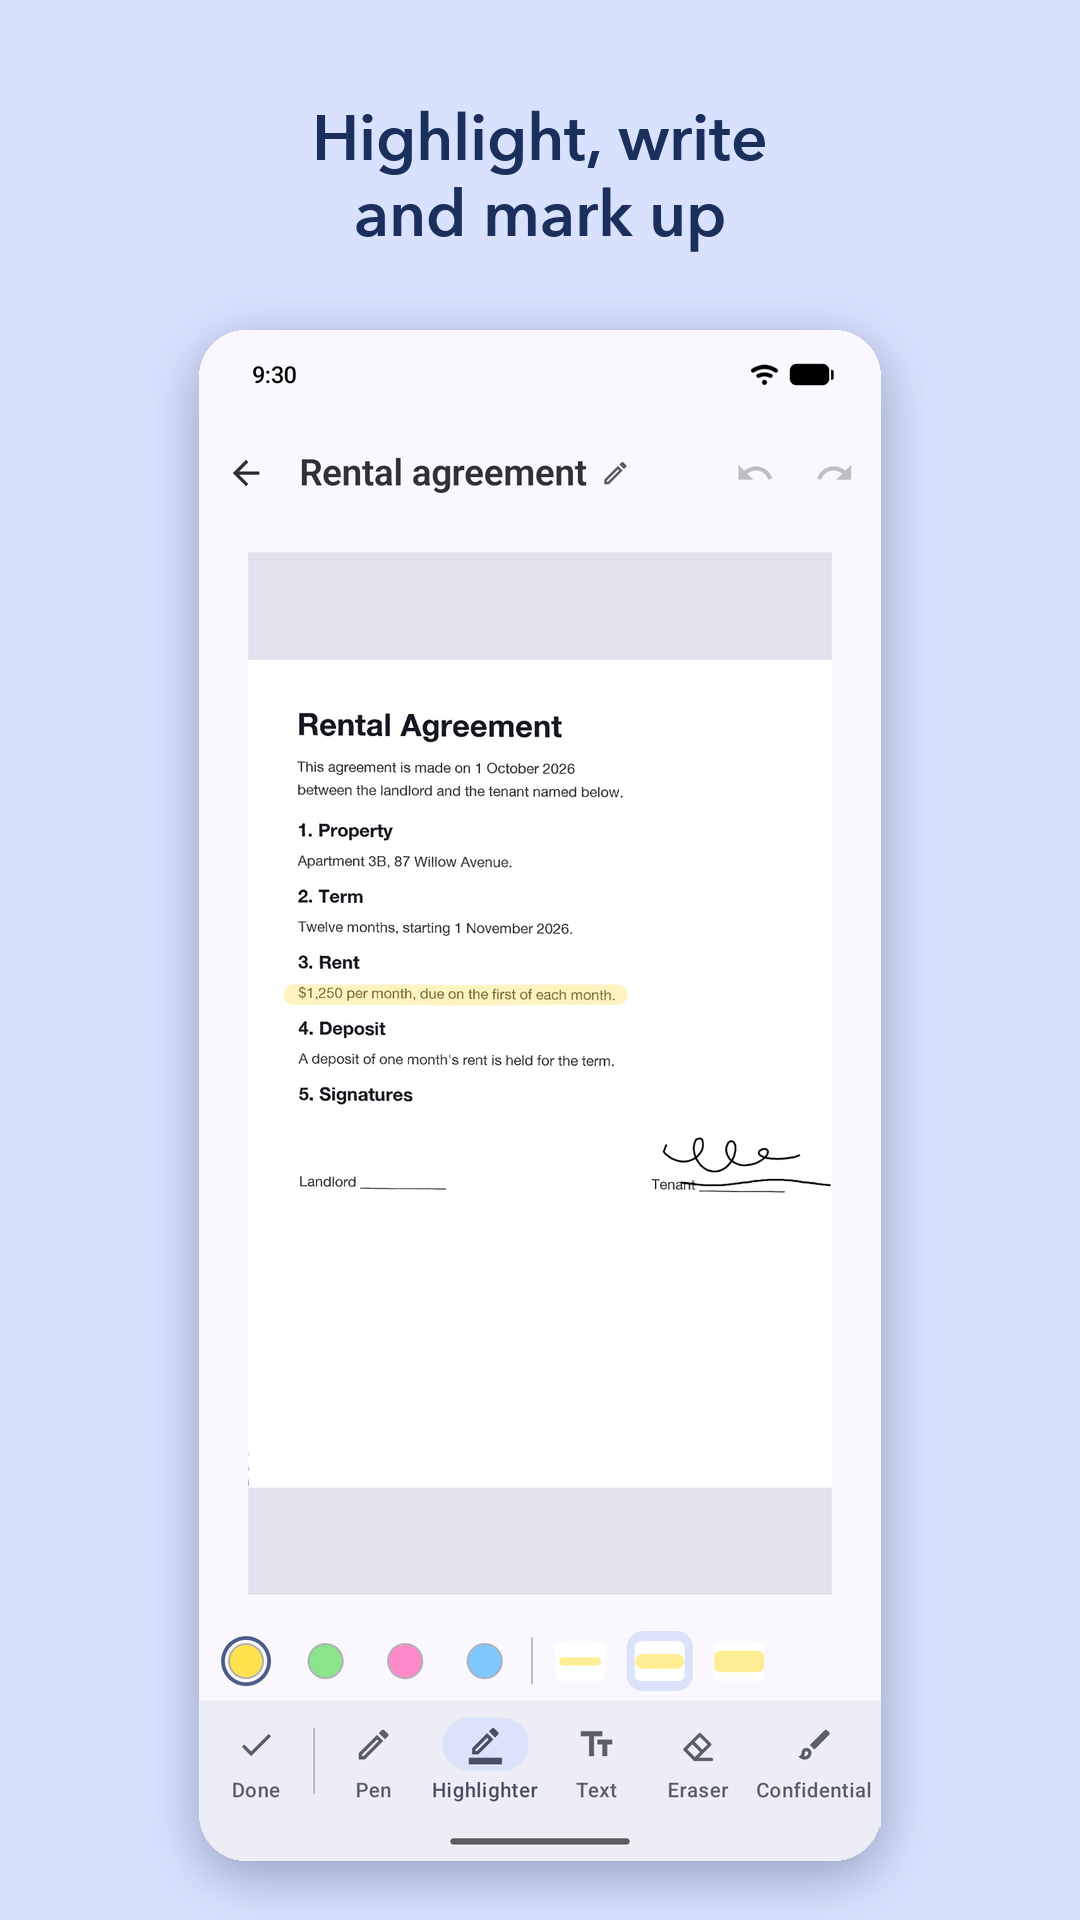 Highlight, write
and mark up
9:30
Rental agreement
Rental Agreement
This agreement is made on 1 October 2026
between the landlord and the tenant named below.
1. Property
Apartment 3B, 87 Willow Avenue.
2. Term
Twelve months, starting 1 November 2026.
3. Rent
$1,250 per month, due on the first of each month.
4. Deposit
A deposit of one month's rent is held for the term.
5. Signatures
Landlord
Tenant
Done
Pen
Highlighter
Text
Eraser
Confidential